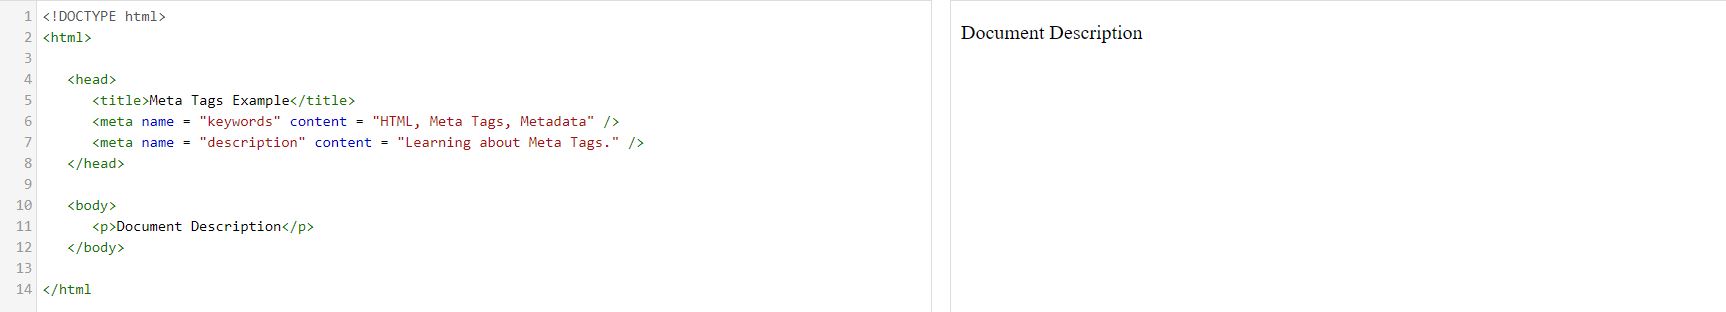 1 <!DOCTYPE html>
2 <html>
3
4    <head>
5       <title>Meta Tags Example</title>
6       <meta name = "keywords" content = "HTML, Meta Tags, Metadata" />
7       <meta name = "description" content = "Learning about Meta Tags." />
8    </head>
9
10    <body>
11       <p>Document Description</p>
12    </body>
13
14 </html
Document Description